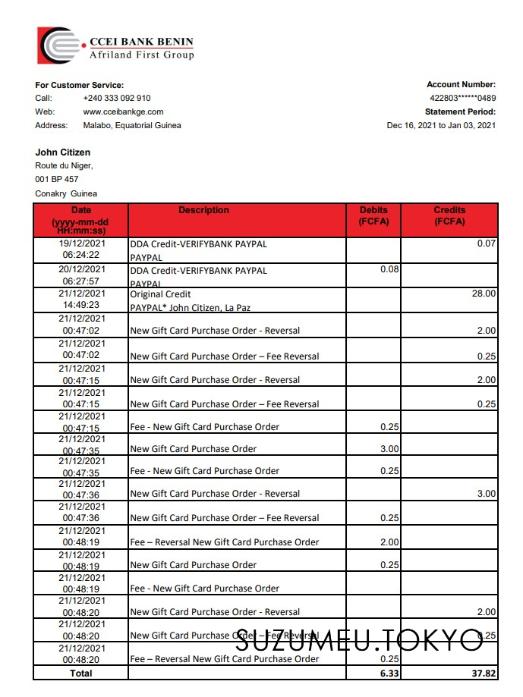 CCEI BANK BENIN
Afriland First Group
For Customer Service:
Call: +240 333 092 910
Web: www.cceibankge.com
Address: Malabo, Equatorial Guinea
Account Number:
422803******0489
Statement Period:
Dec 16, 2021 to Jan 03, 2021
John Citizen
Route du Niger,
001 BP 457
Conakry Guinea
Date (yyyy-mm-dd HH:mm:ss) Description Debits (FCFA) Credits (FCFA)
19/12/2021 06:24:22 DDA Credit-VERIFYBANK PAYPAL PAYPAL 0.07
20/12/2021 06:27:57 DDA Credit-VERIFYBANK PAYPAL PAYPAL 0.08
21/12/2021 14:49:23 Original Credit PAYPAL* John Citizen, La Paz 28.00
21/12/2021 00:47:02 New Gift Card Purchase Order - Reversal 2.00
21/12/2021 00:47:02 New Gift Card Purchase Order – Fee Reversal 0.25
21/12/2021 00:47:15 New Gift Card Purchase Order - Reversal 2.00
21/12/2021 00:47:15 New Gift Card Purchase Order – Fee Reversal 0.25
21/12/2021 00:47:15 Fee - New Gift Card Purchase Order 0.25
21/12/2021 00:47:35 New Gift Card Purchase Order 3.00
21/12/2021 00:47:35 Fee - New Gift Card Purchase Order 0.25
21/12/2021 00:47:36 New Gift Card Purchase Order - Reversal 3.00
21/12/2021 00:47:36 New Gift Card Purchase Order – Fee Reversal 0.25
21/12/2021 00:48:19 Fee – Reversal New Gift Card Purchase Order 2.00
21/12/2021 00:48:19 New Gift Card Purchase Order 0.25
21/12/2021 00:48:19 Fee - New Gift Card Purchase Order
21/12/2021 00:48:20 New Gift Card Purchase Order - Reversal 2.00
21/12/2021 00:48:20 New Gift Card Purchase Order – Fee Reversal 0.25
21/12/2021 00:48:20 Fee – Reversal New Gift Card Purchase Order 0.25
SUZUMEU.TOKYO
Total 6.33 37.82